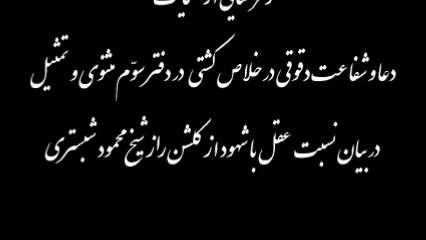 دعا و شفاعت دقوقی در خلاص کشتی در دفتر سوّم مثنوی و تمثیل
در بیان نسبت عقل با شهود از گلشن راز شیخ محمود شبستری